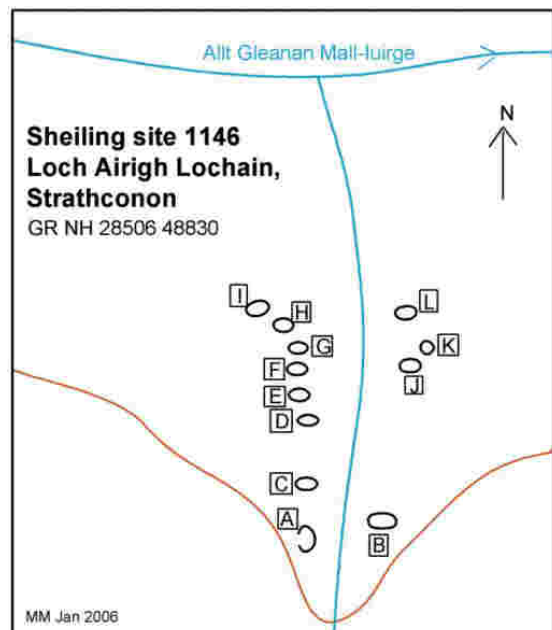 Allt Gleanan Mall-luirge
N
Sheiling site 1146
Loch Airigh Lochain,
Strathconon
GR NH 28506 48830
I
H
L
G
K
F
J
E
D
C
A
B
MM Jan 2006